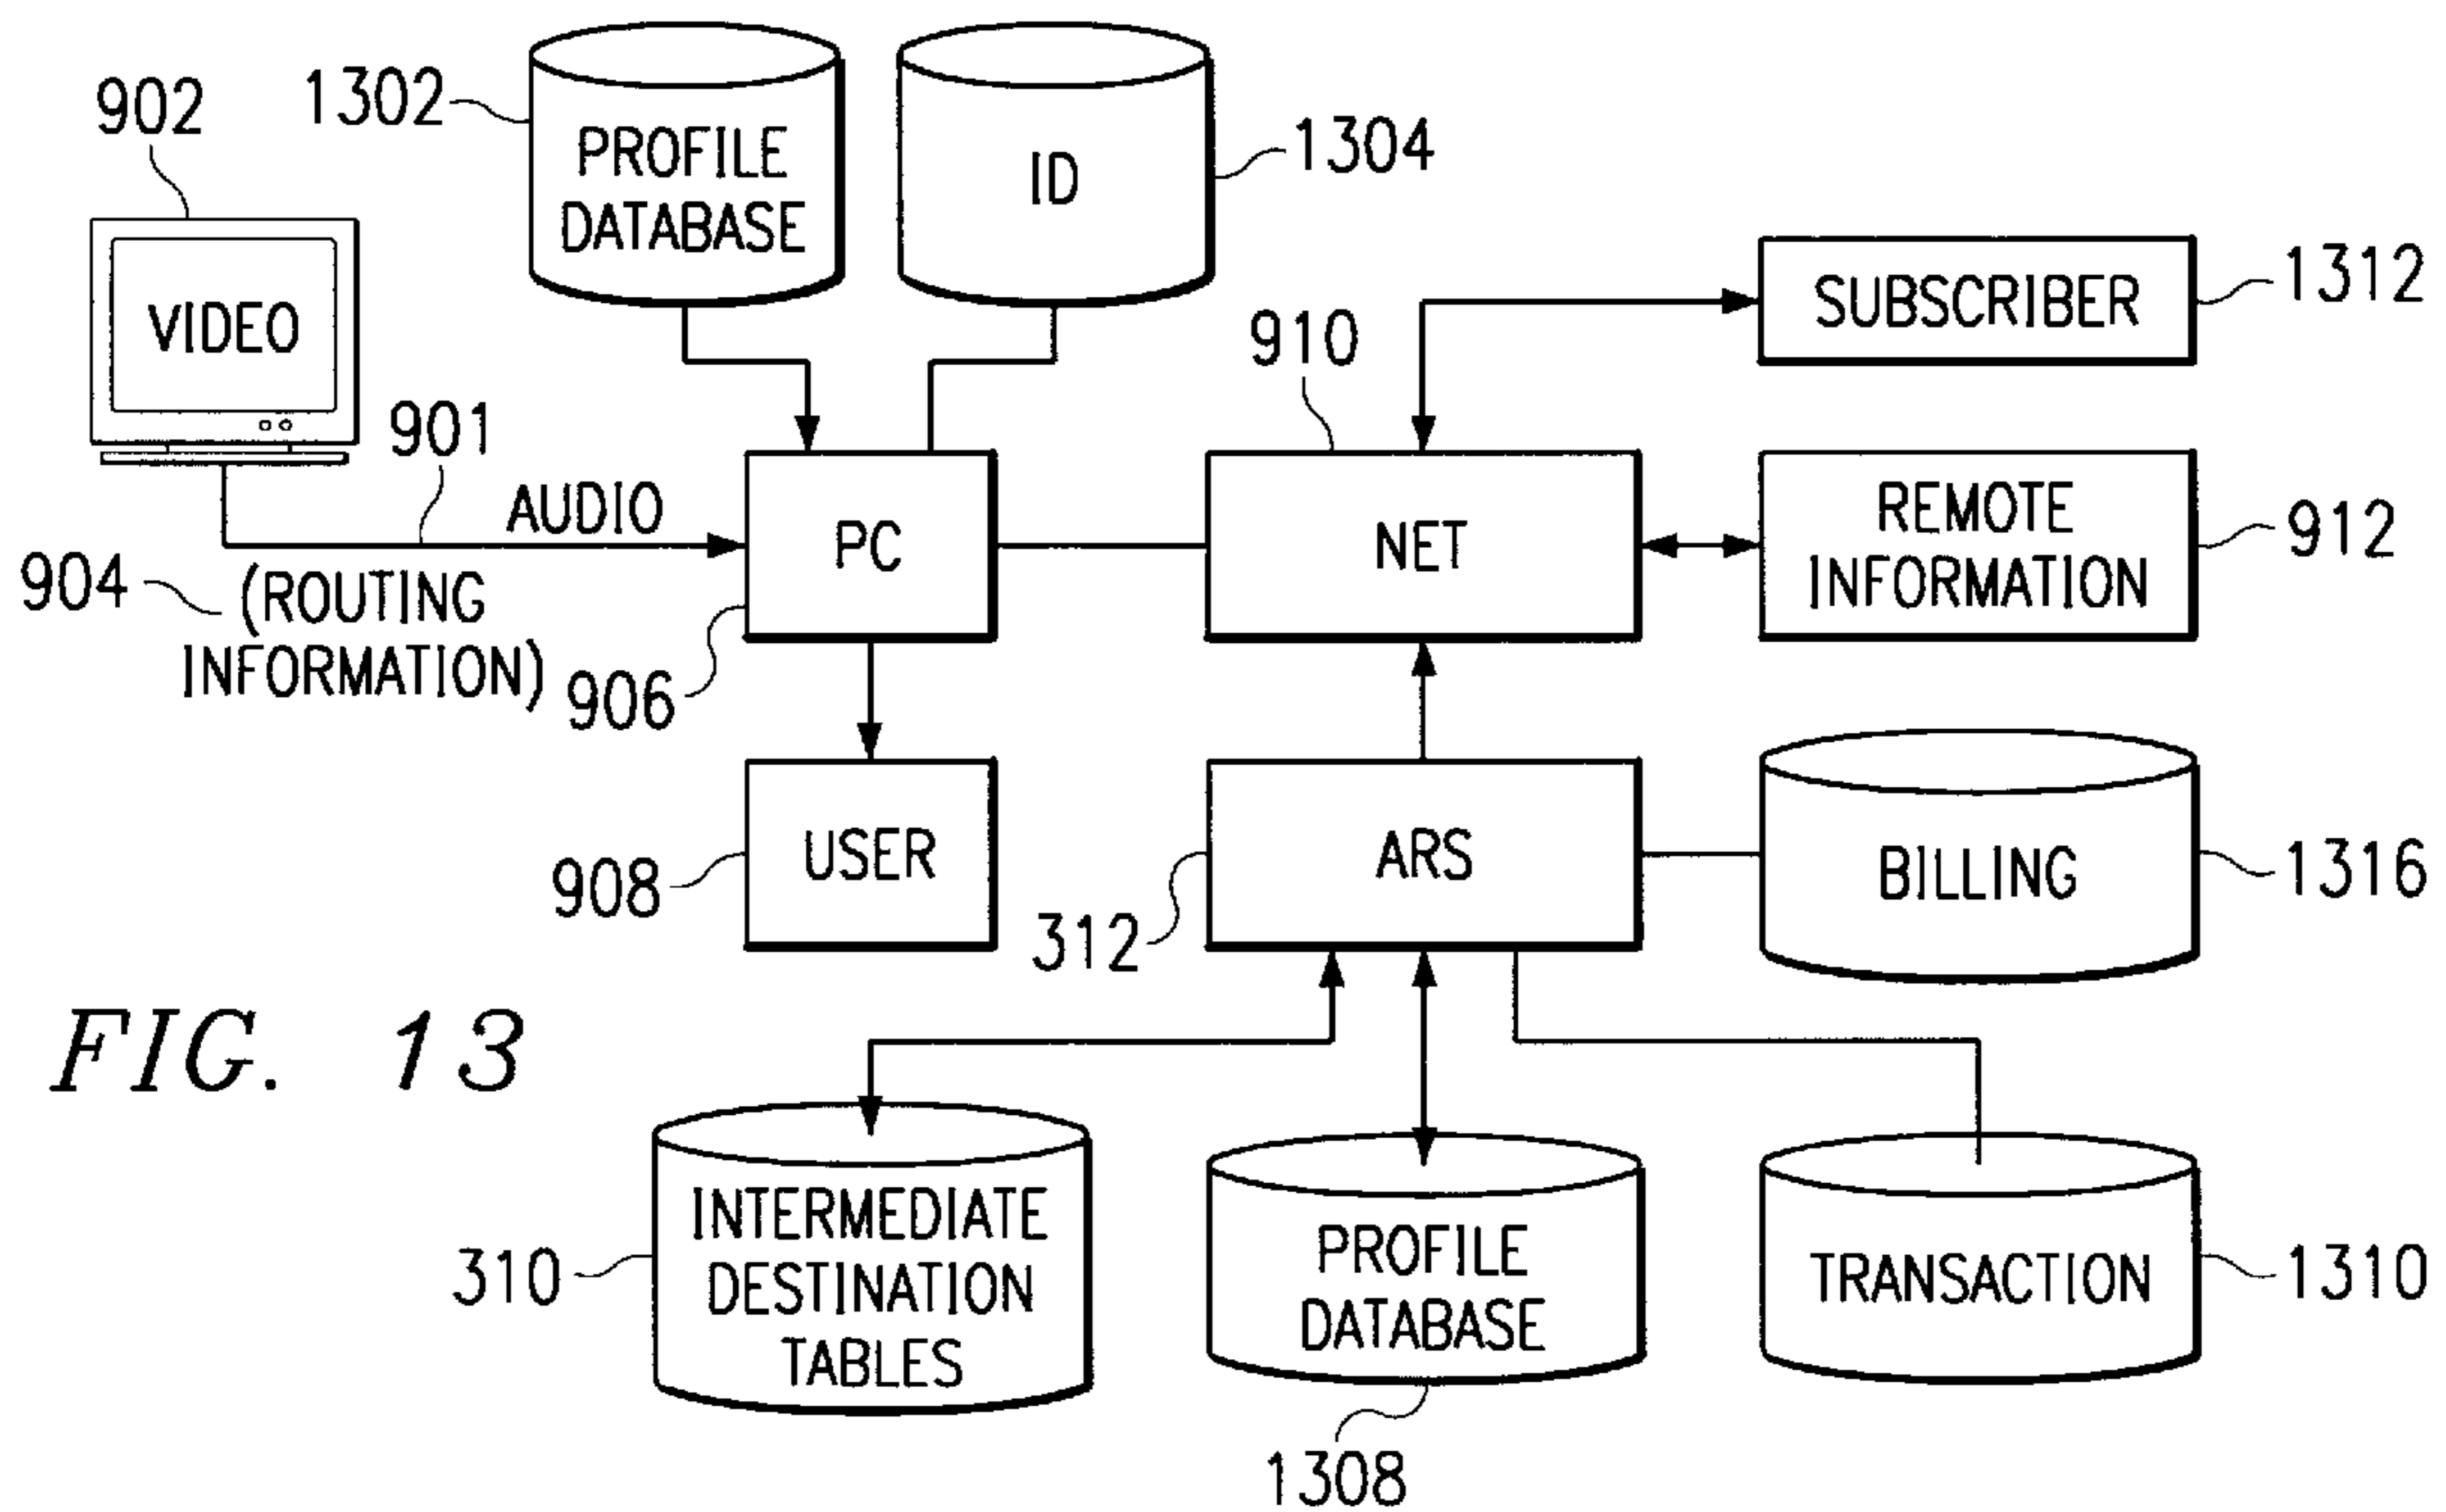 902
1302
PROFILE
DATABASE
ID
1304
VIDEO
SUBSCRIBER
1312
910
901
AUDIO
PC
NET
REMOTE
INFORMATION
912
904
(ROUTING
INFORMATION)
906
USER
908
ARS
312
BILLING
1316
FIG. 13
INTERMEDIATE
DESTINATION
TABLES
310
PROFILE
DATABASE
1308
TRANSACTION
1310